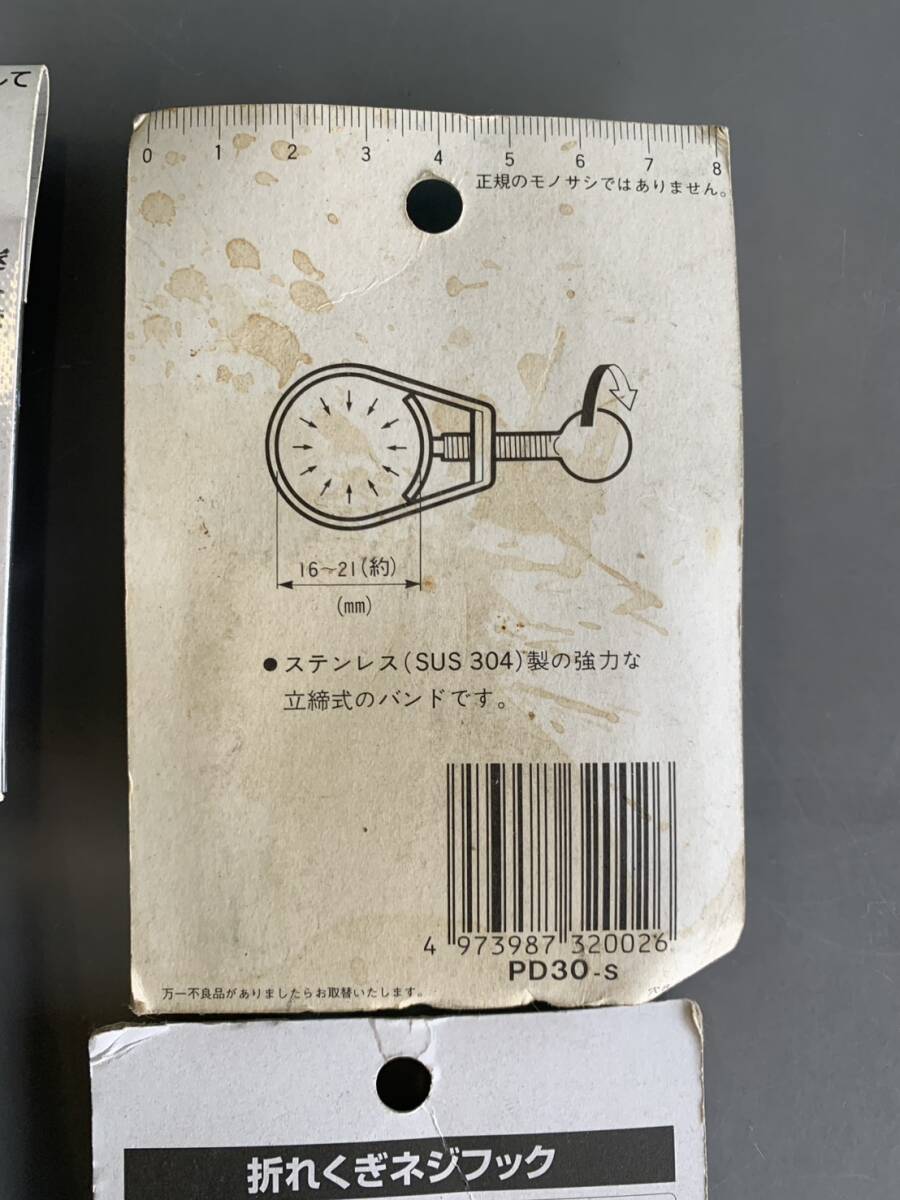 して
0 1 2 3 4 5 6 7 8
正規のモノサシではありません。
16～21(約)
(mm)
●ステンレス(SUS 304)製の強力な
立締式のバンドです。
4 973987 320026
PD30-S
万一不良品がありましたらお取替いたします。
折れくぎネジフック